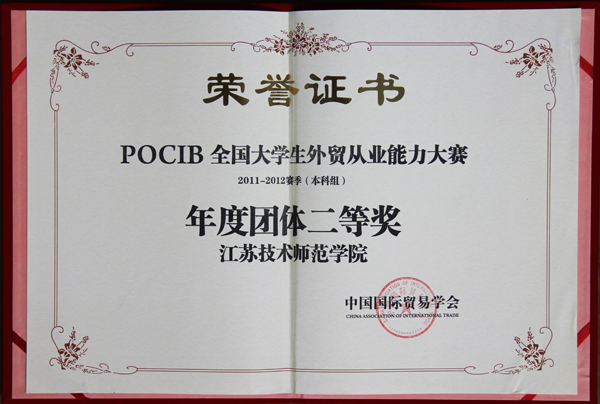 荣誉证书
POCIB 全国大学生外贸从业能力大赛
2011-2012赛季(本科组)
年度团体二等奖
江苏技术师范学院
中国国际贸易学会
CHINA ASSOCIATION OF INTERNATIONAL TRADE